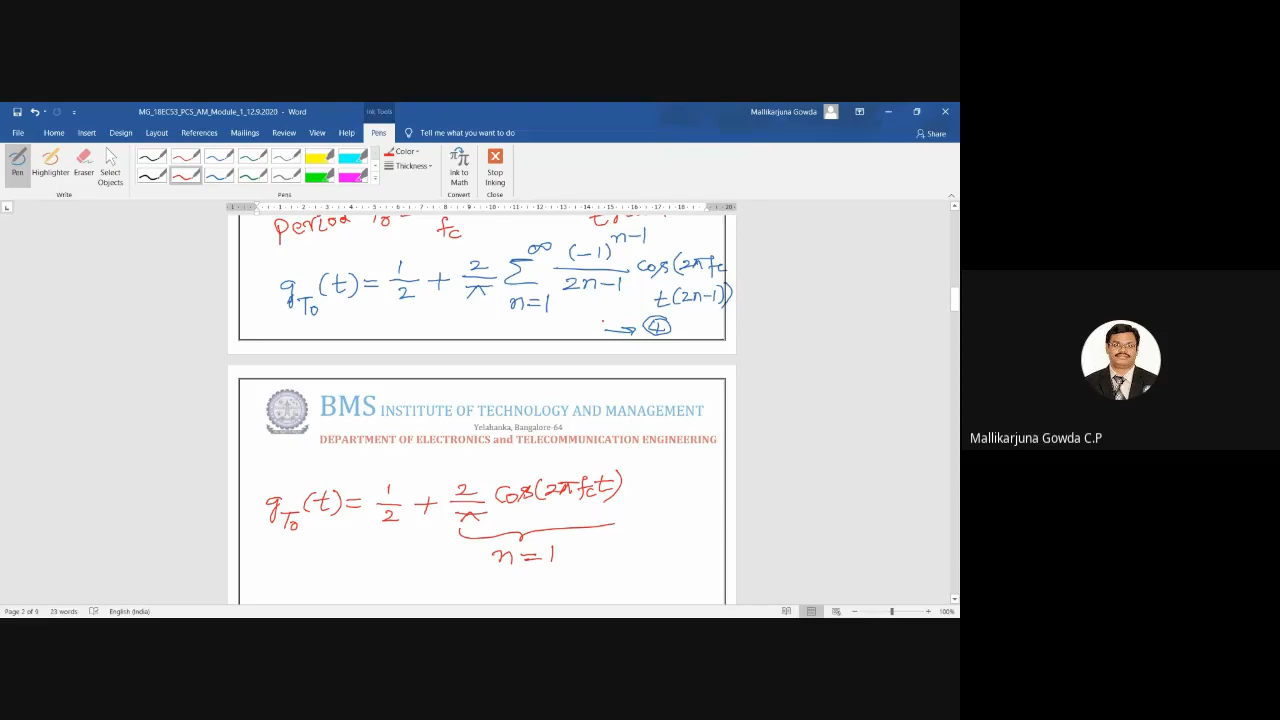 MG_18EC53_PCS_AM_Module_1_12.9.2020 - Word
Ink Tools
Mallikarjuna Gowda
File Home Insert Design Layout References Mailings Review View Help Pens Tell me what you want to do
Share
Pen
Highlighter
Eraser
Select Objects
Color
Thickness
Ink to Math
Stop Inking
Write
Pens
Convert
Close
period T₀ =
fc
g_T₀(t) = 1/2 + 2/π ∑_{n=1}^{∞} (-1)^{n-1}/(2n-1) cos(2πfc
t(2n-1))
→ ④
BMS INSTITUTE OF TECHNOLOGY AND MANAGEMENT
Yelahanka, Bangalore-64
DEPARTMENT OF ELECTRONICS and TELECOMMUNICATION ENGINEERING
g_T₀(t) = 1/2 + 2/π cos(2πfct)
n=1
Mallikarjuna Gowda C.P
Page 2 of 9 23 words English (India)
100%